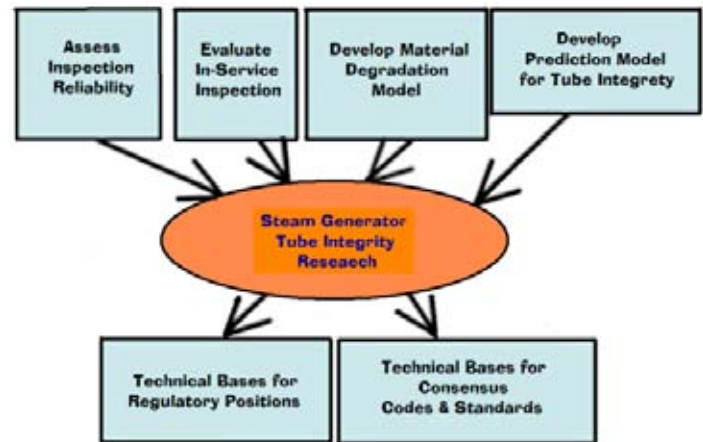 Assess
Inspection
Reliability
Evaluate
In-Service
Inspection
Develop Material
Degradation
Model
Develop
Prediction Model
for Tube Integrety
Steam Generator
Tube Integrity
Reseaech
Technical Bases for
Regulatory Positions
Technical Bases for
Consensus
Codes & Standards